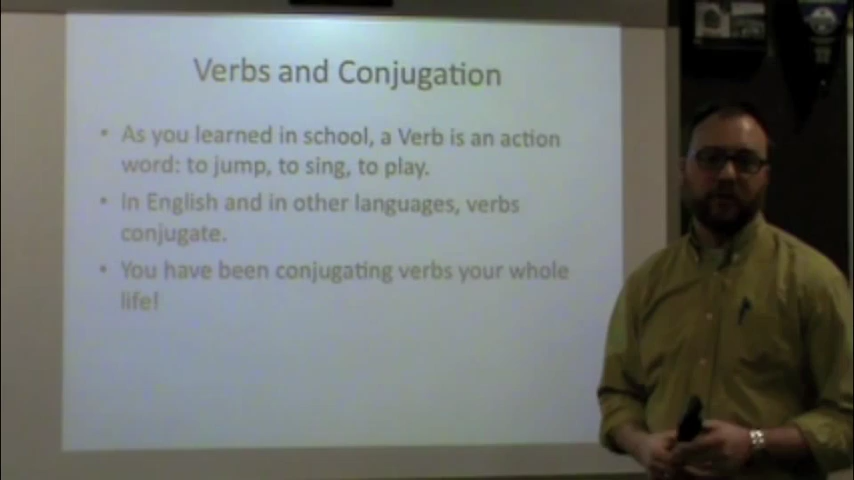 Verbs and Conjugation
• As you learned in school, a Verb is an action
word: to jump, to sing, to play.
• In English and in other languages, verbs
conjugate.
• You have been conjugating verbs your whole
life!